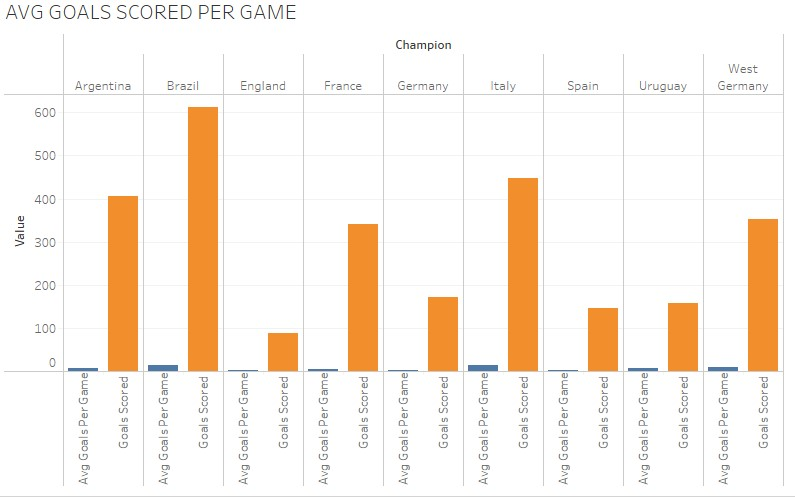 AVG GOALS SCORED PER GAME
Champion
Argentina
Brazil
England
France
Germany
Italy
Spain
Uruguay
West
Germany
Value
600
500
400
300
200
100
0
Avg Goals Per Game
Goals Scored
Avg Goals Per Game
Goals Scored
Avg Goals Per Game
Goals Scored
Avg Goals Per Game
Goals Scored
Avg Goals Per Game
Goals Scored
Avg Goals Per Game
Goals Scored
Avg Goals Per Game
Goals Scored
Avg Goals Per Game
Goals Scored
Avg Goals Per Game
Goals Scored